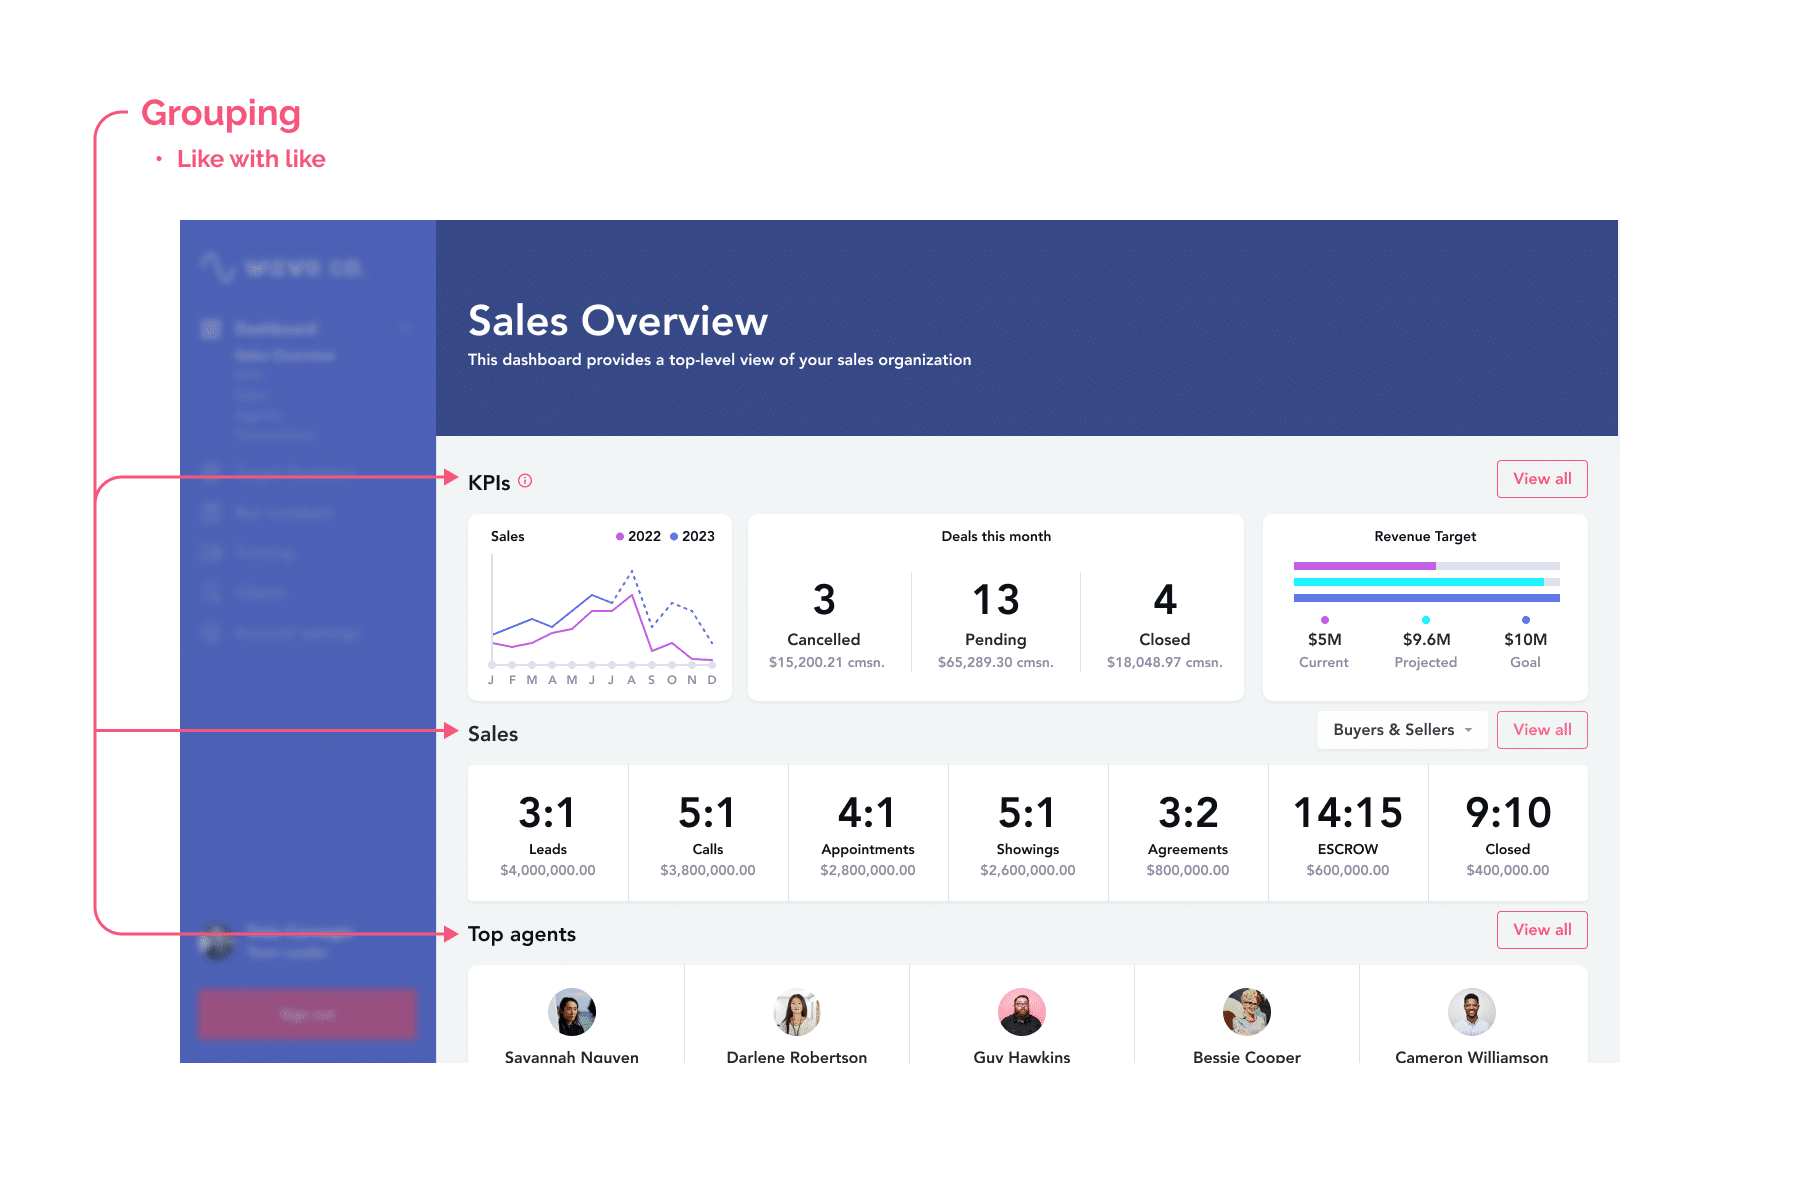 Grouping
• Like with like
wave co.
Dashboard
Sales Overview
Sales Overview
This dashboard provides a top-level view of your sales organization
KPIs
View all
Sales
2022
2023
J F M A M J J A S O N D
Deals this month
3
Cancelled
$15,200.21 cmsn.
13
Pending
$65,289.30 cmsn.
4
Closed
$18,048.97 cmsn.
Revenue Target
$5M
Current
$9.6M
Projected
$10M
Goal
Sales
Buyers & Sellers
View all
3:1
Leads
$4,000,000.00
5:1
Calls
$3,800,000.00
4:1
Appointments
$2,800,000.00
5:1
Showings
$2,600,000.00
3:2
Agreements
$800,000.00
14:15
ESCROW
$600,000.00
9:10
Closed
$400,000.00
Top agents
View all
Savannah Nguyen
Darlene Robertson
Guy Hawkins
Bessie Cooper
Cameron Williamson